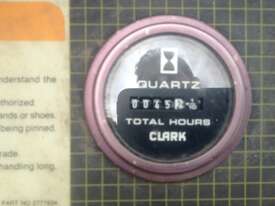 nderstand the
thorized
ands or shoes.
being pinned.
rade.
handling long.
QUARTZ
TOTAL HOURS
CLARK